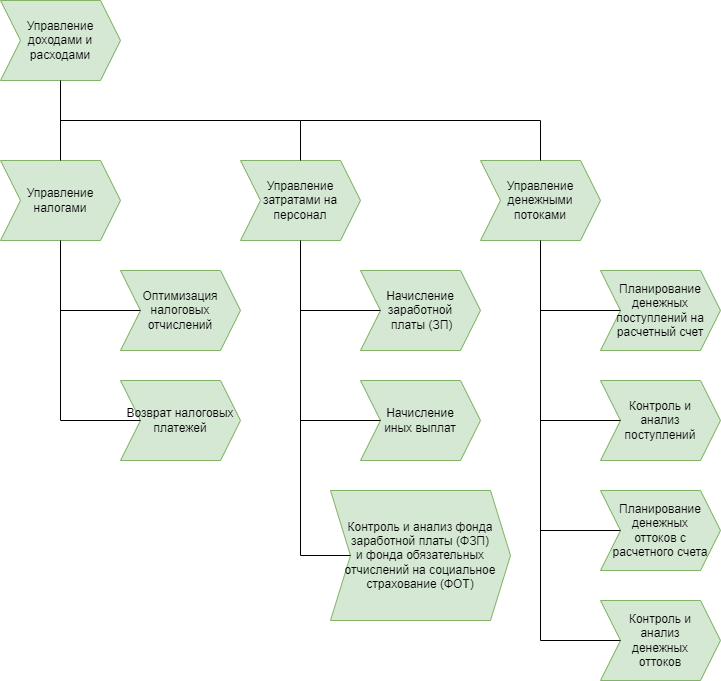 Управление
доходами и
расходами
Управление
налогами
Управление
затратами на
персонал
Управление
денежными
потоками
Оптимизация
налоговых
отчислений
Начисление
заработной
платы (ЗП)
Планирование
денежных
поступлений на
расчетный счет
Возврат налоговых
платежей
Начисление
иных выплат
Контроль и
анализ
поступлений
Контроль и анализ фонда
заработной платы (ФЗП)
и фонда обязательных
отчислений на социальное
страхование (ФОТ)
Планирование
денежных
оттоков с
расчетного счета
Контроль и
анализ
денежных
оттоков